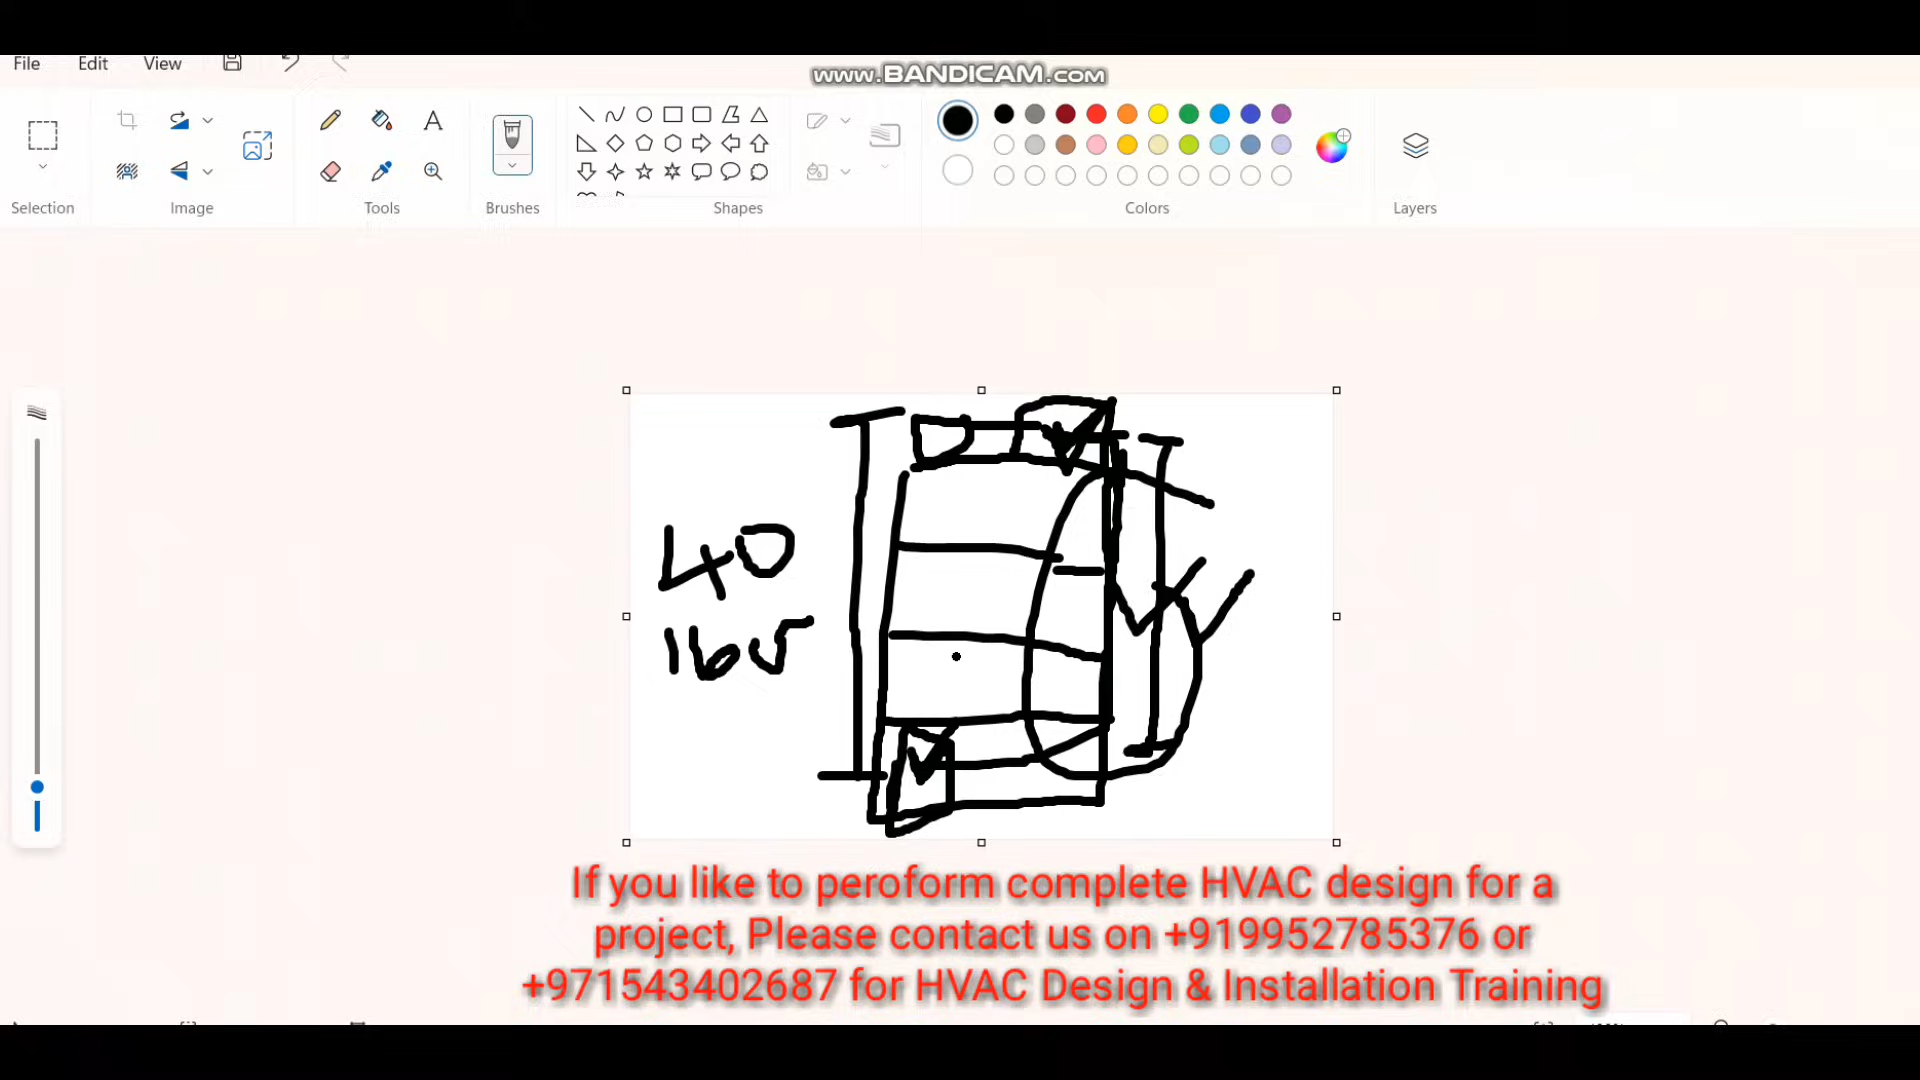 www.BANDICAM.com
File Edit View
Selection Image Tools Brushes Shapes Colors Layers
40
If you like to peroform complete HVAC design for a
project, Please contact us on +919952785376 or
+971543402687 for HVAC Design & Installation Training